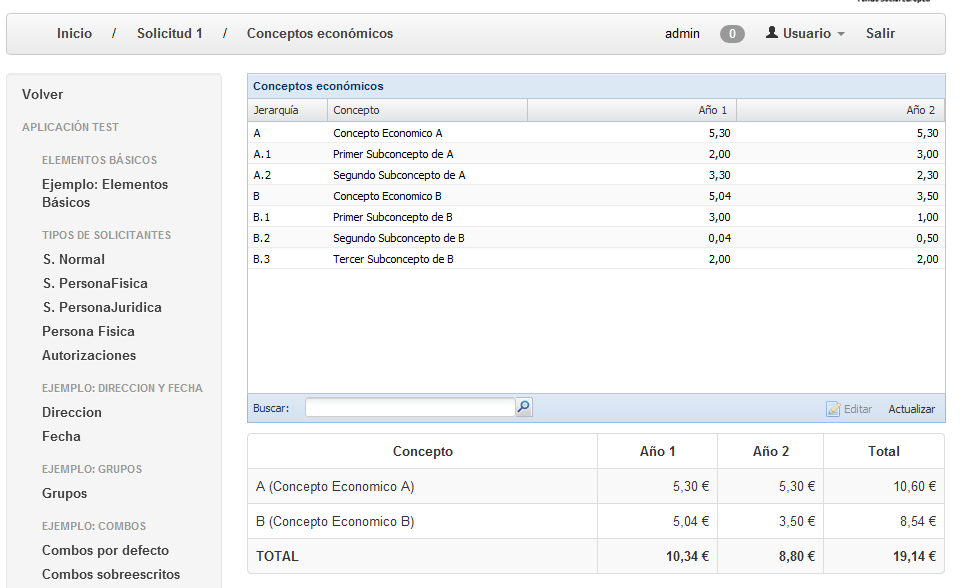 Inicio / Solicitud 1 / Conceptos económicos admin 0 Usuario Salir
Volver
APLICACIÓN TEST
ELEMENTOS BÁSICOS
Ejemplo: Elementos
Básicos
TIPOS DE SOLICITANTES
S. Normal
S. PersonaFisica
S. PersonaJuridica
Persona Fisica
Autorizaciones
EJEMPLO: DIRECCION Y FECHA
Direccion
Fecha
EJEMPLO: GRUPOS
Grupos
EJEMPLO: COMBOS
Combos por defecto
Combos sobreescritos
Conceptos económicos
Jerarquía Concepto Año 1 Año 2
A Concepto Economico A 5,30 5,30
A.1 Primer Subconcepto de A 2,00 3,00
A.2 Segundo Subconcepto de A 3,30 2,30
B Concepto Economico B 5,04 3,50
B.1 Primer Subconcepto de B 3,00 1,00
B.2 Segundo Subconcepto de B 0,04 0,50
B.3 Tercer Subconcepto de B 2,00 2,00
Buscar: Editar Actualizar
Concepto Año 1 Año 2 Total
A (Concepto Economico A) 5,30 € 5,30 € 10,60 €
B (Concepto Economico B) 5,04 € 3,50 € 8,54 €
TOTAL 10,34 € 8,80 € 19,14 €